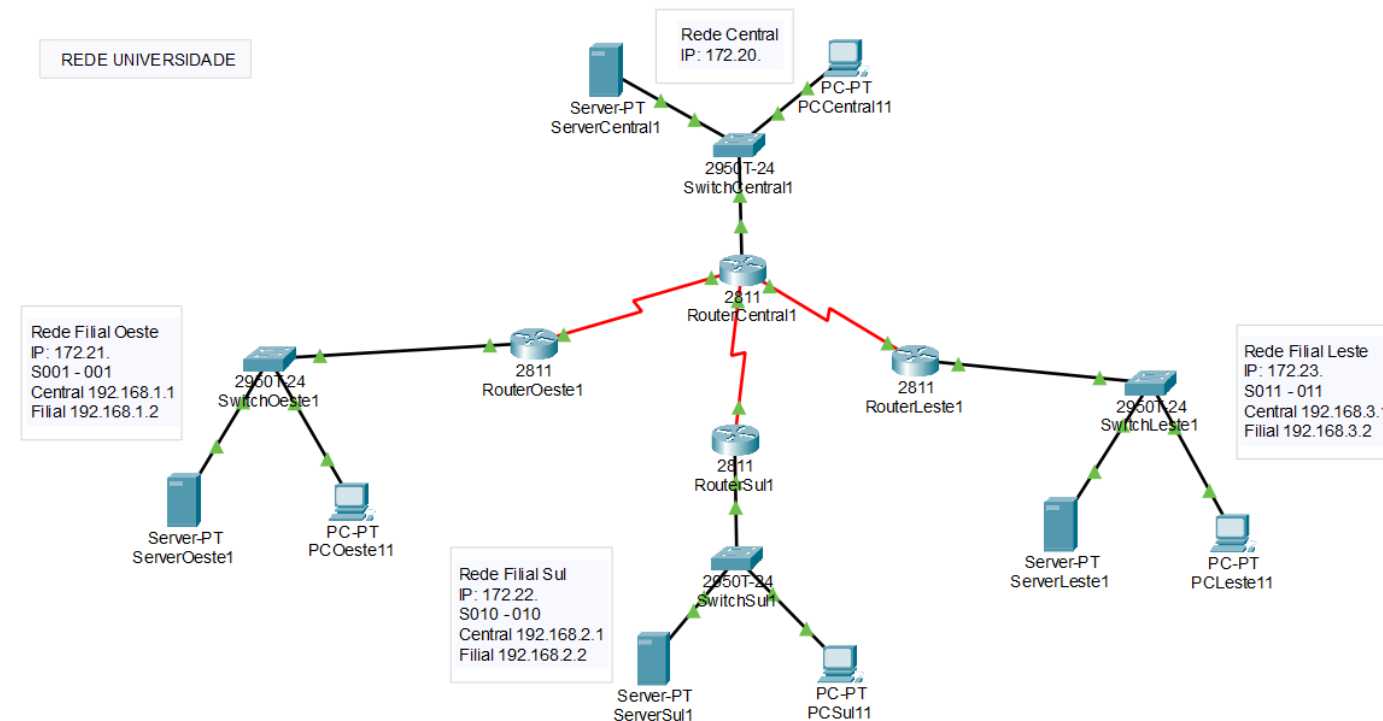 REDE UNIVERSIDADE
Rede Central
IP: 172.20.
Server-PT
ServerCentral1
PC-PT
PCCentral11
2950T-24
SwitchCentral1
2811
RouterCentral1
Rede Filial Oeste
IP: 172.21.
S001 - 001
Central 192.168.1.1
Filial 192.168.1.2
2950T-24
SwitchOeste1
2811
RouterOeste1
Server-PT
ServerOeste1
PC-PT
PCOeste11
2811
RouterLeste1
2950T-24
SwitchLeste1
Rede Filial Leste
IP: 172.23.
S011 - 011
Central 192.168.3.
Filial 192.168.3.2
Server-PT
ServerLeste1
PC-PT
PCLeste11
2811
RouterSul1
Rede Filial Sul
IP: 172.22.
S010 - 010
Central 192.168.2.1
Filial 192.168.2.2
2950T-24
SwitchSul1
Server-PT
ServerSul1
PC-PT
PCSul11